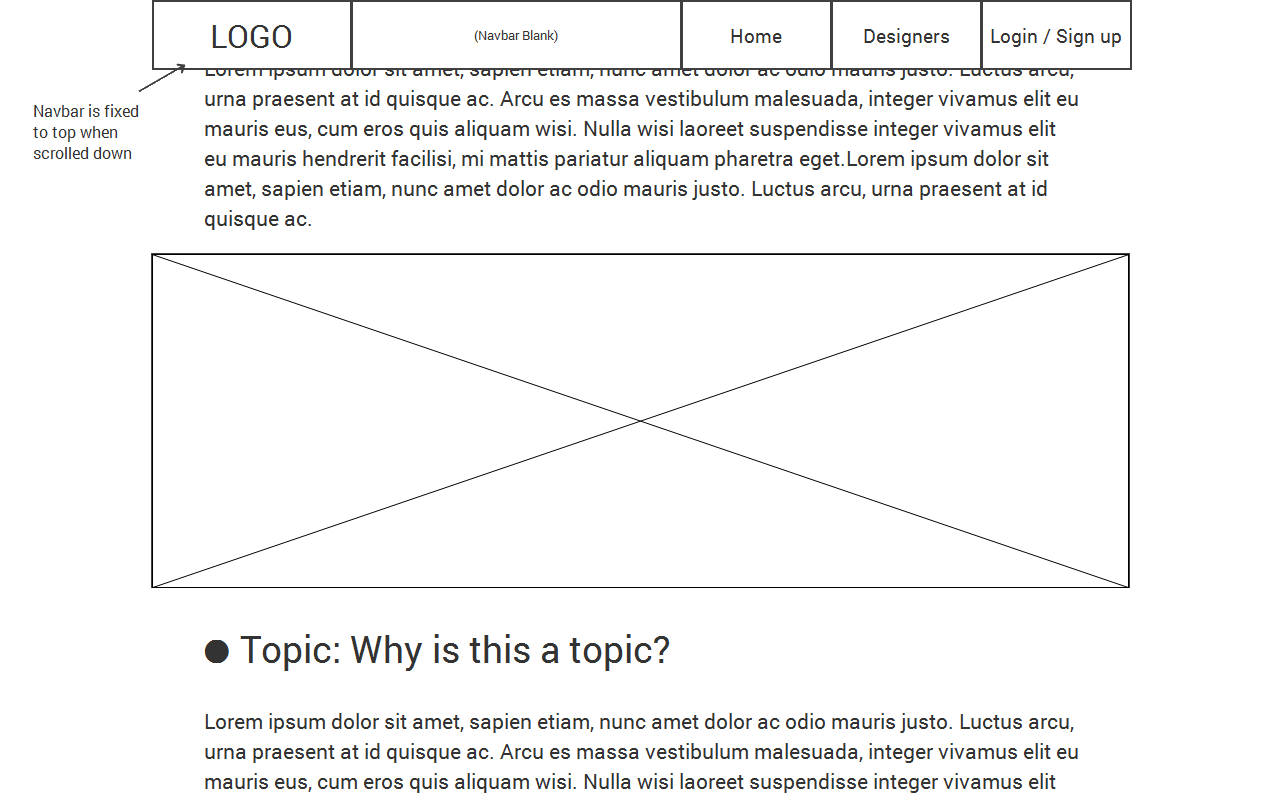 LOGO
(Navbar Blank)
Home
Designers
Login / Sign up
Navbar is fixed
to top when
scrolled down
Lorem ipsum dolor sit amet, sapien etiam, nunc amet dolor ac odio mauris justo. Luctus arcu,
urna praesent at id quisque ac. Arcu es massa vestibulum malesuada, integer vivamus elit eu
mauris eus, cum eros quis aliquam wisi. Nulla wisi laoreet suspendisse integer vivamus elit
eu mauris hendrerit facilisi, mi mattis pariatur aliquam pharetra eget.Lorem ipsum dolor sit
amet, sapien etiam, nunc amet dolor ac odio mauris justo. Luctus arcu, urna praesent at id
quisque ac.
● Topic: Why is this a topic?
Lorem ipsum dolor sit amet, sapien etiam, nunc amet dolor ac odio mauris justo. Luctus arcu,
urna praesent at id quisque ac. Arcu es massa vestibulum malesuada, integer vivamus elit eu
mauris eus, cum eros quis aliquam wisi. Nulla wisi laoreet suspendisse integer vivamus elit